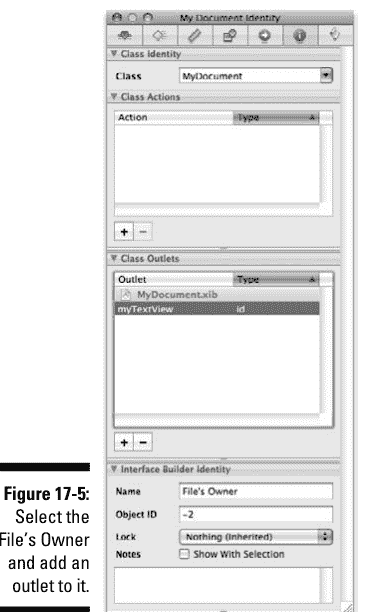 My Document Identity
Class Identity
Class MyDocument
Class Actions
Action Type
+ −
Class Outlets
Outlet Type
MyDocument.xib
myTextView id
+ −
Interface Builder Identity
Name File's Owner
Object ID -2
Lock Nothing (Inherited)
Notes Show With Selection
Figure 17-5:
Select the
File's Owner
and add an
outlet to it.